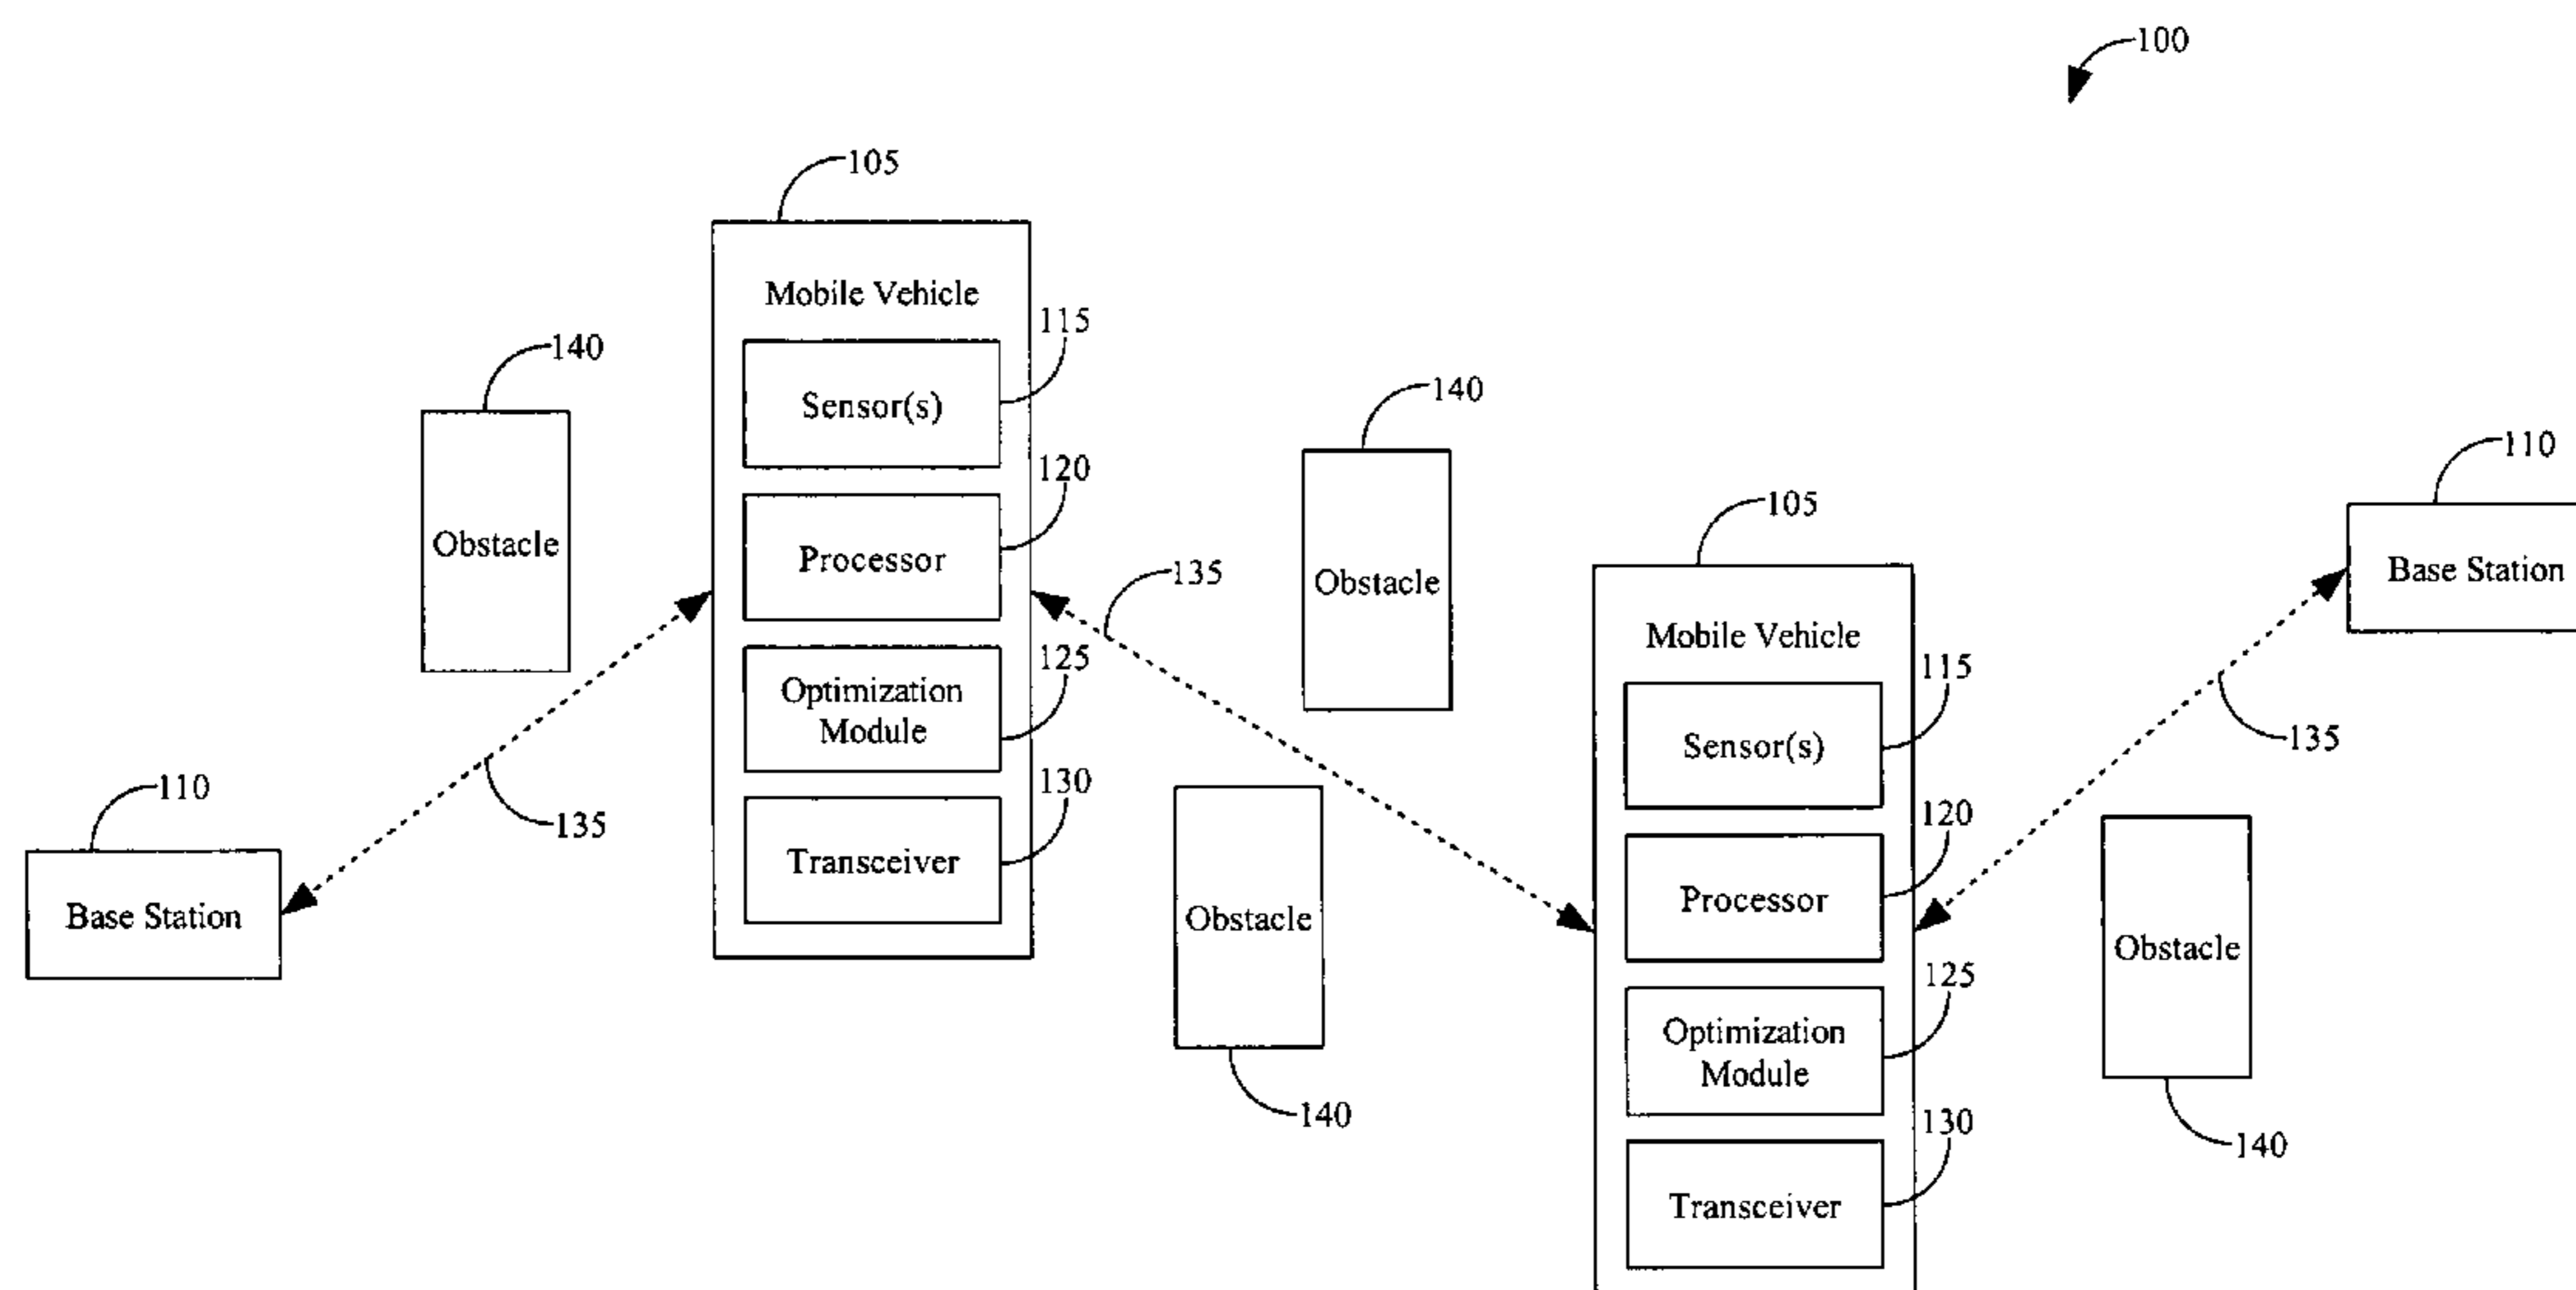 100
105
Mobile Vehicle
115
Sensor(s)
140
Obstacle
120
Processor
125
Optimization
Module
130
Transceiver
135
110
Base Station
135
140
Obstacle
Obstacle
140
105
Mobile Vehicle
115
Sensor(s)
120
Processor
125
Optimization
Module
130
Transceiver
110
Base Station
135
Obstacle
140